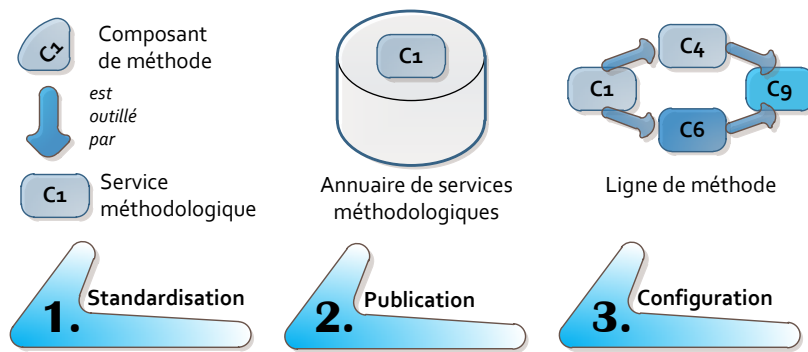 C1
Composant
de méthode
est
outillé
par
C1
Service
méthodologique
1. Standardisation
C1
Annuaire de services
méthodologiques
2. Publication
C1
C4
C6
C9
Ligne de méthode
3. Configuration